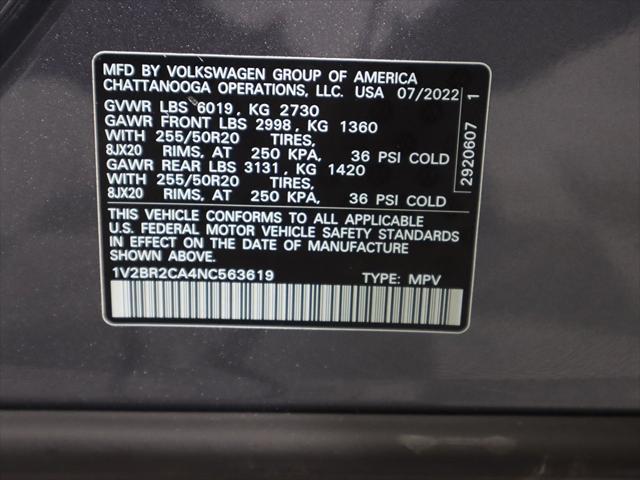 MFD BY VOLKSWAGEN GROUP OF AMERICA
CHATTANOOGA OPERATIONS, LLC. USA 07/2022
GVWR LBS 6019, KG 2730
GAWR FRONT LBS 2998, KG 1360
WITH 255/50R20 TIRES,
8JX20 RIMS, AT 250 KPA, 36 PSI COLD
GAWR REAR LBS 3131, KG 1420
WITH 255/50R20 TIRES,
8JX20 RIMS, AT 250 KPA, 36 PSI COLD
THIS VEHICLE CONFORMS TO ALL APPLICABLE
U.S. FEDERAL MOTOR VEHICLE SAFETY STANDARDS
IN EFFECT ON THE DATE OF MANUFACTURE
SHOWN ABOVE.
1V2BR2CA4NC563619 TYPE: MPV
2920607 1